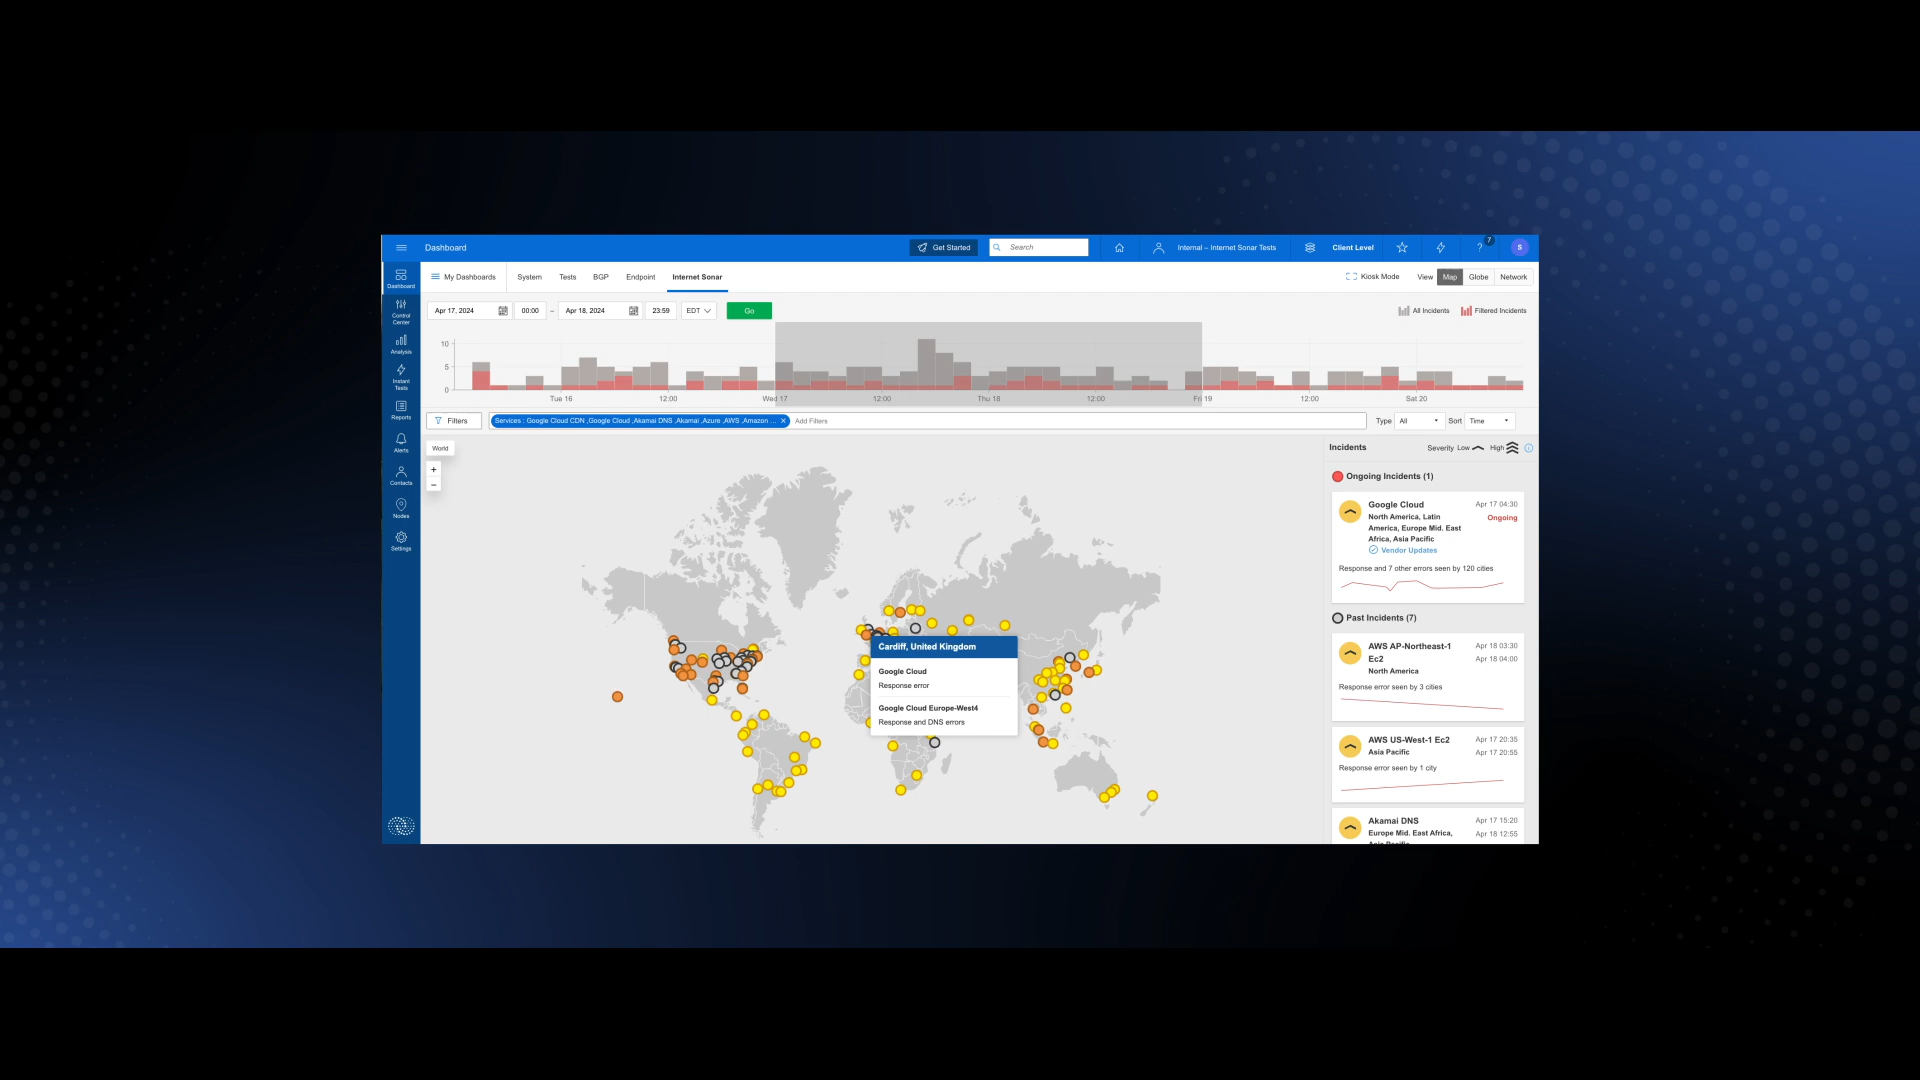 Dashboard
Get Started
Search
Internal – Internet Sonar Tests
Client Level
?
7
S
Dashboard
Control
Center
Analysis
Instant
Tests
Reports
Alerts
Contacts
Nodes
Settings
My Dashboards
System
Tests
BGP
Endpoint
Internet Sonar
Kiosk Mode
View
Map
Globe
Network
Apr 17, 2024
00:00
–
Apr 18, 2024
23:59
EDT
Go
All Incidents
Filtered Incidents
10
5
0
Tue 16
12:00
Wed 17
12:00
Thu 18
12:00
Fri 19
12:00
Sat 20
Filters
Services : Google Cloud CDN ,Google Cloud ,Akamai DNS ,Akamai ,Azure ,AWS ,Amazon ...
Add Filters
Type
All
Sort
Time
World
+
–
Cardiff, United Kingdom
Google Cloud
Response error
Google Cloud Europe-West4
Response and DNS errors
Incidents
Severity Low
High
Ongoing Incidents (1)
Google Cloud
Apr 17 04:30
North America, Latin
America, Europe Mid. East
Africa, Asia Pacific
Ongoing
Vendor Updates
Response and 7 other errors seen by 120 cities
Past Incidents (7)
AWS AP-Northeast-1
Ec2
Apr 18 03:30
Apr 18 04:00
North America
Response error seen by 3 cities
AWS US-West-1 Ec2
Apr 17 20:35
Asia Pacific
Apr 17 20:55
Response error seen by 1 city
Akamai DNS
Apr 17 15:20
Europe Mid. East Africa,
Apr 18 12:55
Asia Pacific